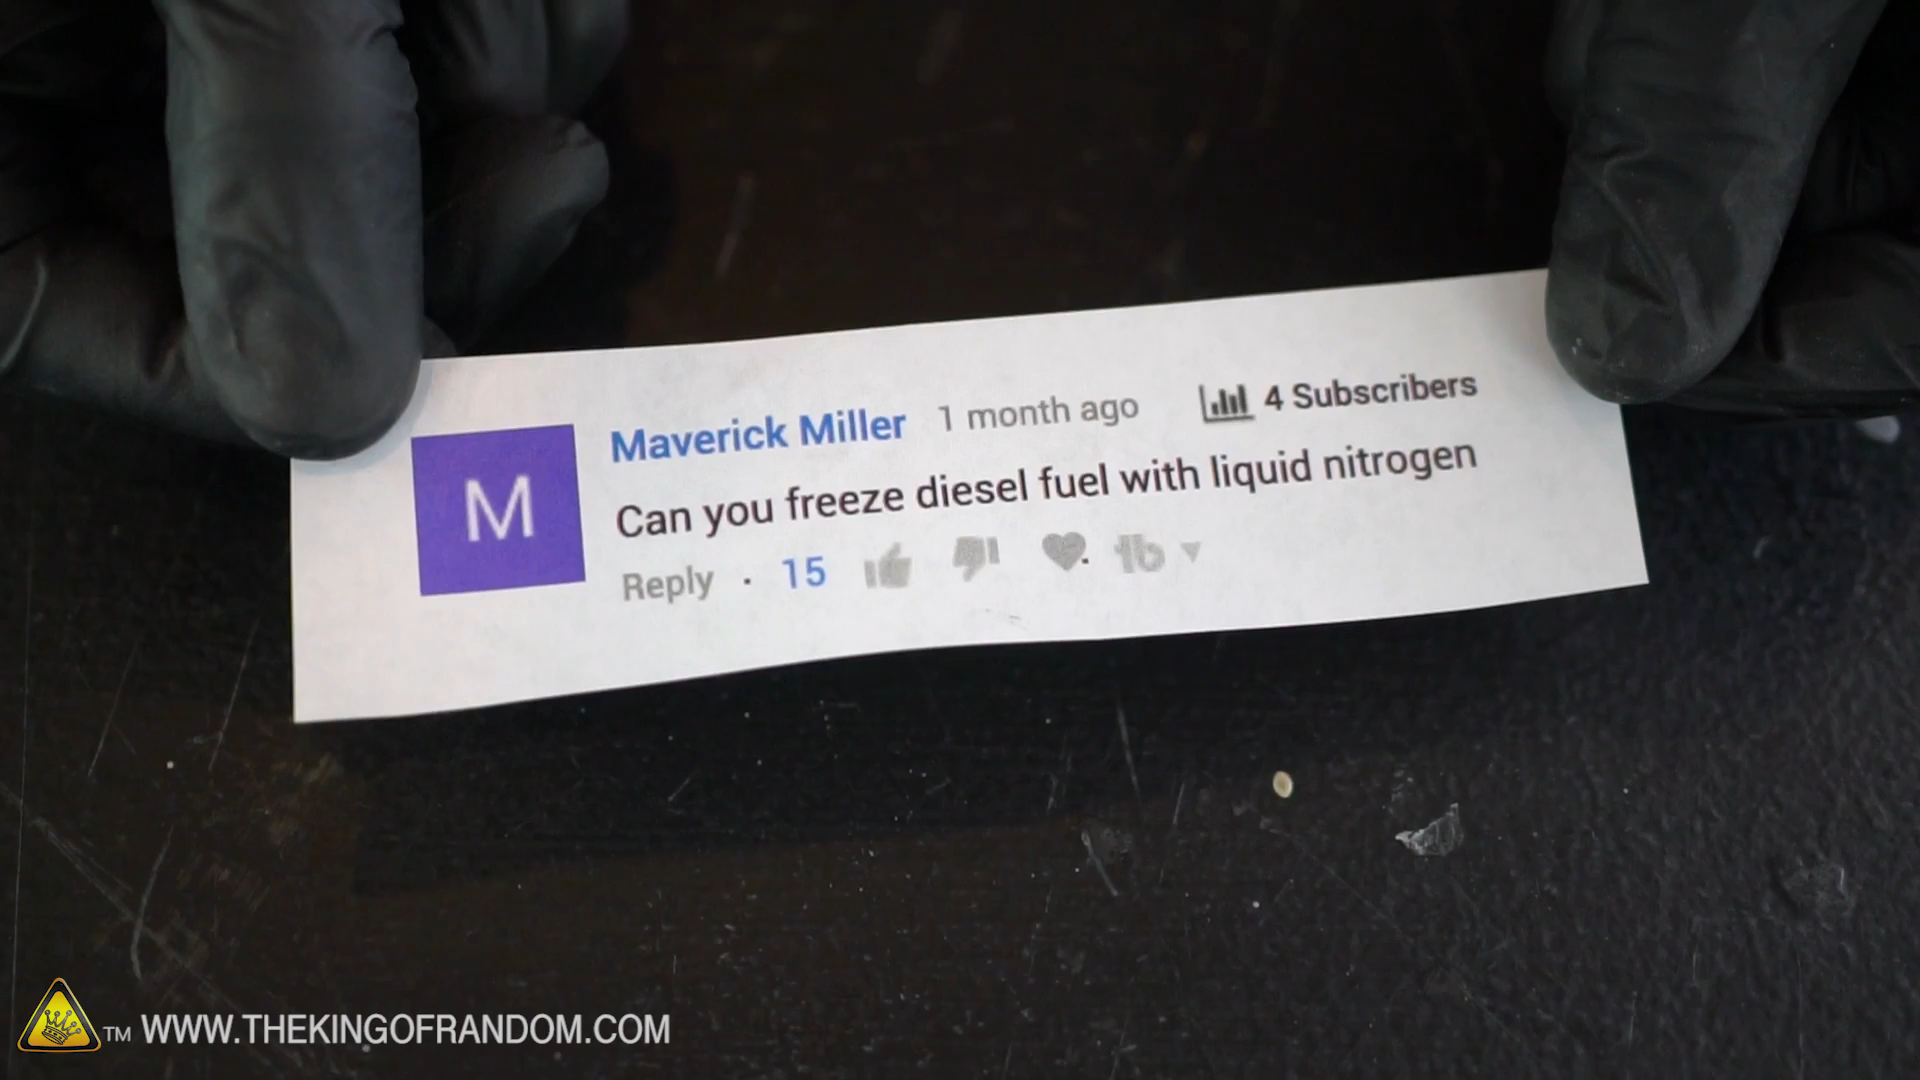 Maverick Miller 1 month ago 4 Subscribers
M
Can you freeze diesel fuel with liquid nitrogen
Reply · 15
TM WWW.THEKINGOFRANDOM.COM